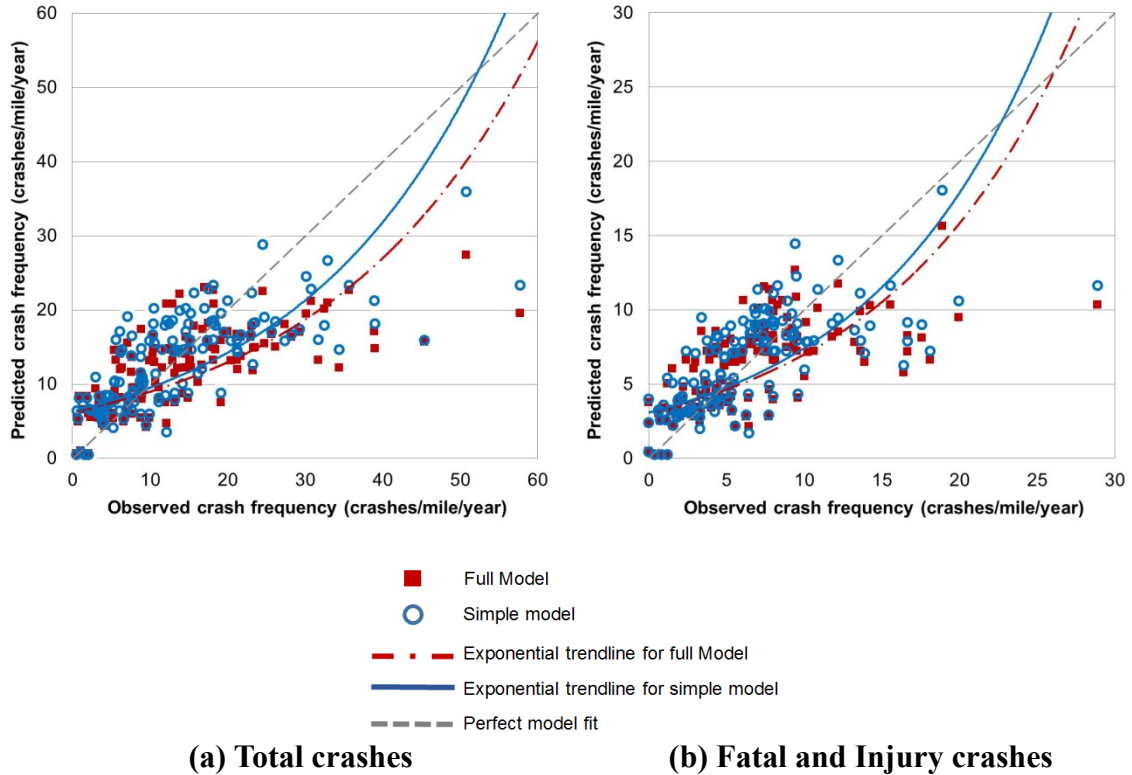 Predicted crash frequency (crashes/mile/year)
60
50
40
30
20
10
0
0 10 20 30 40 50 60
Observed crash frequency (crashes/mile/year)
Predicted crash frequency (crashes/mile/year)
30
25
20
15
10
5
0
0 5 10 15 20 25 30
Observed crash frequency (crashes/mile/year)
Full Model
Simple model
Exponential trendline for full Model
Exponential trendline for simple model
Perfect model fit
(a) Total crashes
(b) Fatal and Injury crashes